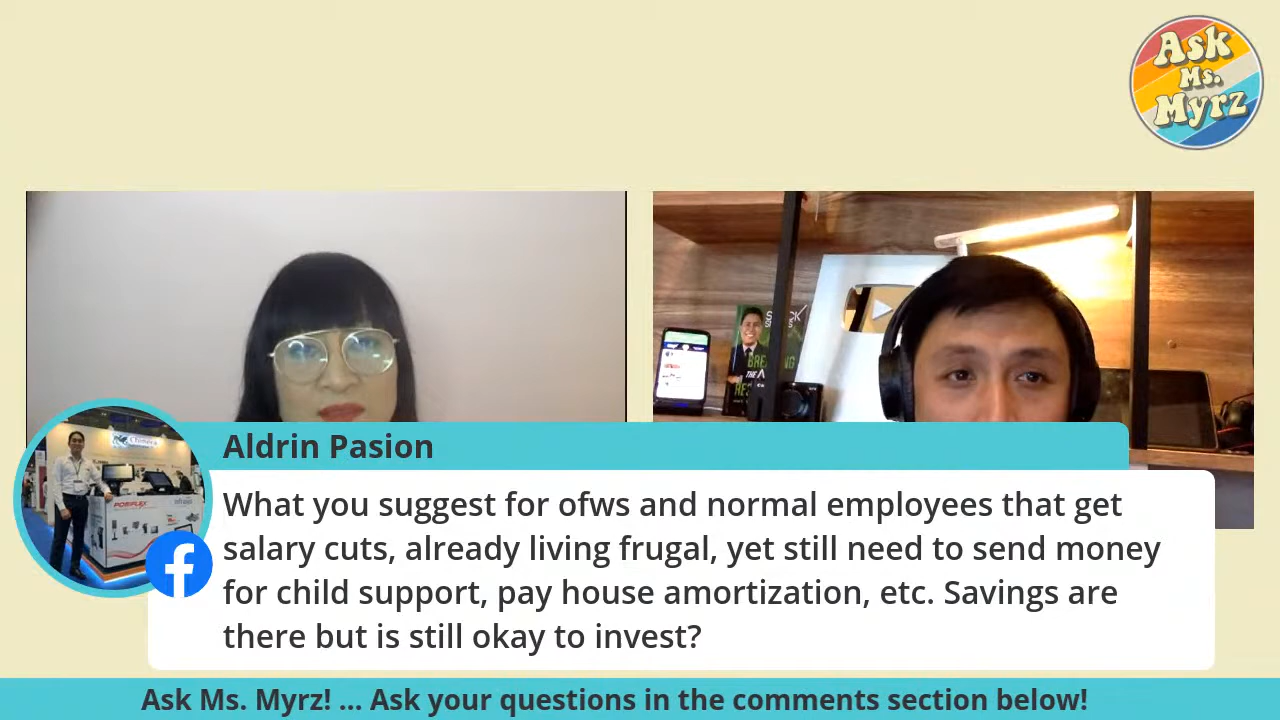 Ask
Ms.
Myrz
Aldrin Pasion
What you suggest for ofws and normal employees that get
salary cuts, already living frugal, yet still need to send money
for child support, pay house amortization, etc. Savings are
there but is still okay to invest?
Ask Ms. Myrz! ... Ask your questions in the comments section below!